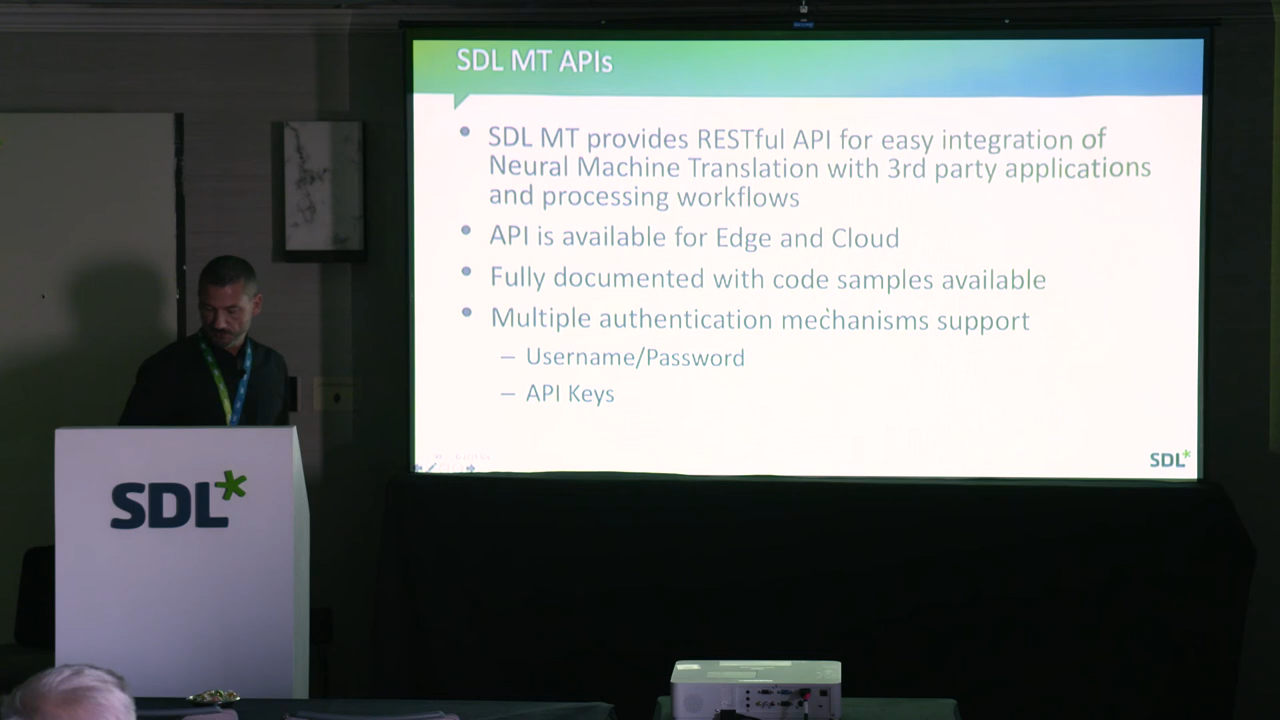 SDL MT APIs
• SDL MT provides RESTful API for easy integration of
Neural Machine Translation with 3rd party applications
and processing workflows
• API is available for Edge and Cloud
• Fully documented with code samples available
• Multiple authentication mechanisms support
– Username/Password
– API Keys
SDL*
SDL*